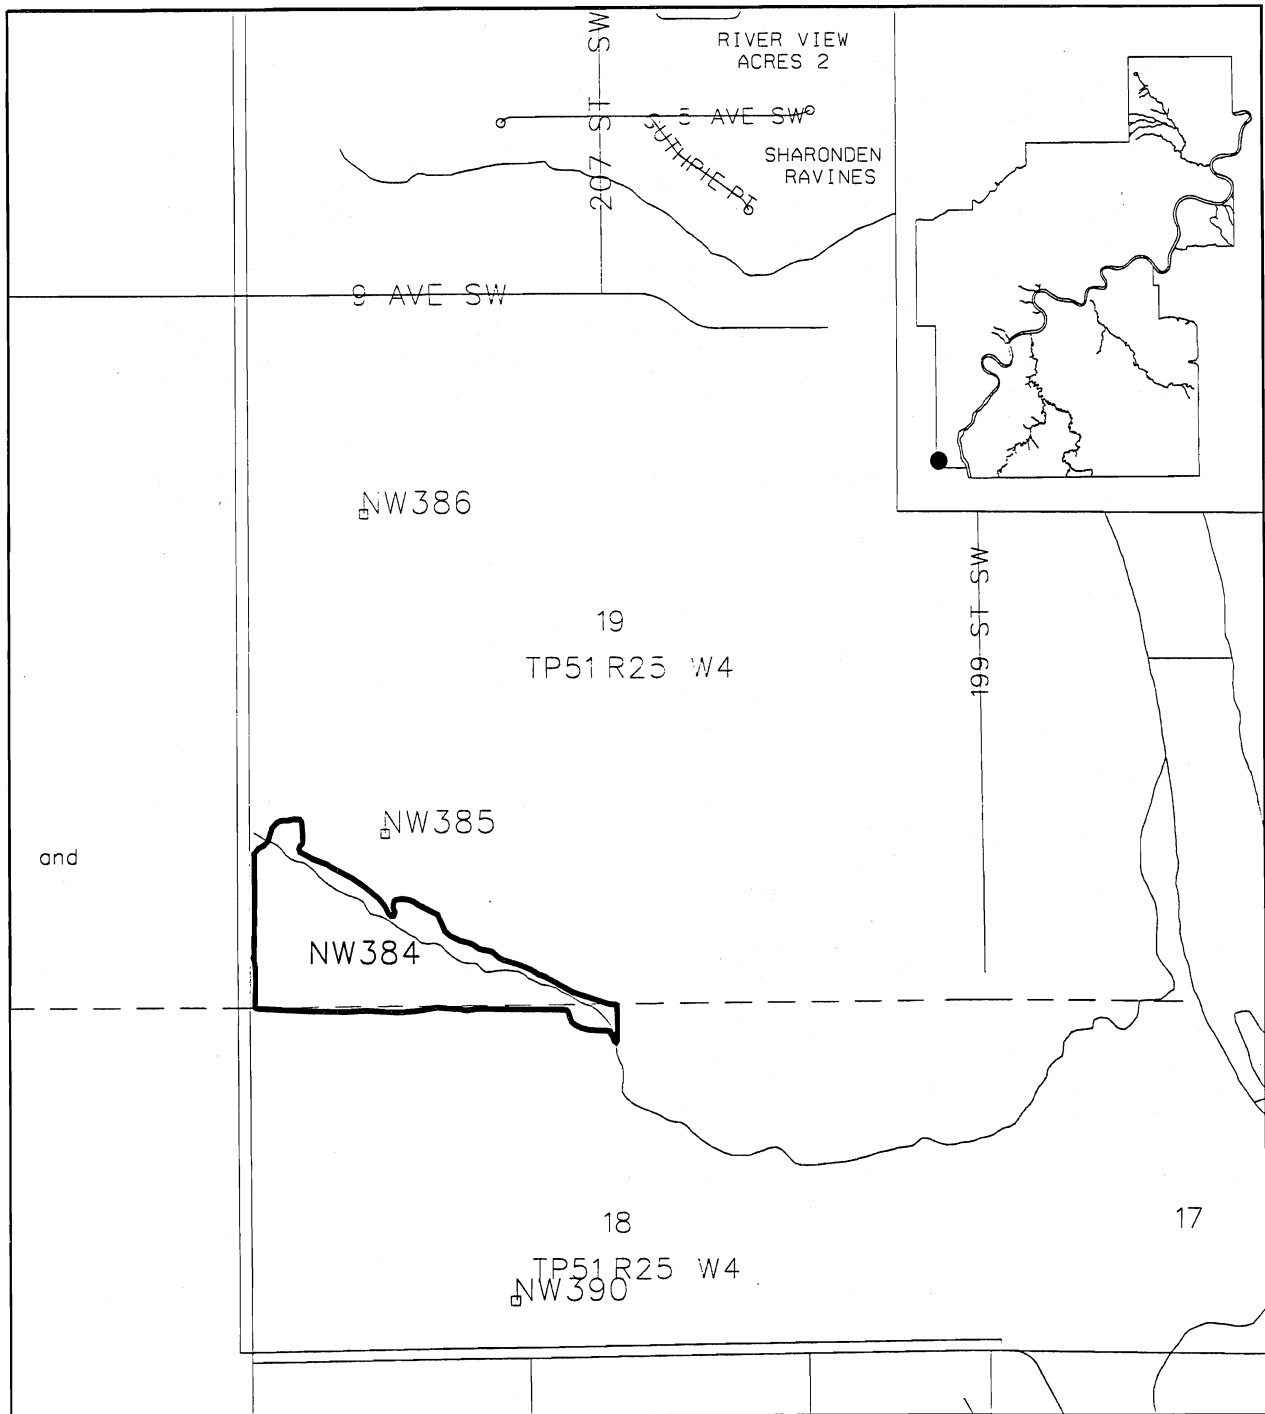 RIVER VIEW
ACRES 2
207 ST SW
AVE SW
SHARONDEN
RAVINES
9 AVE SW
NW386
199 ST SW
19
TP51 R25 W4
NW385
and
NW384
18
17
TP51 R25 W4
NW390